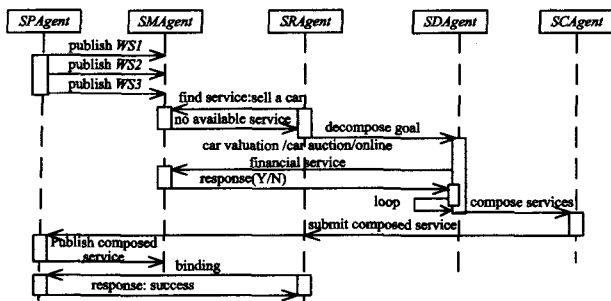 SPAgent SMAgent SRAgent SDAgent SCAgent
publish WS1
publish WS2
publish WS3
find service:sell a car
no available service
decompose goal
car valuation /car auction/online
financial service
response(Y/N)
loop
compose services
submit composed service
Publish composed
service
binding
response: success